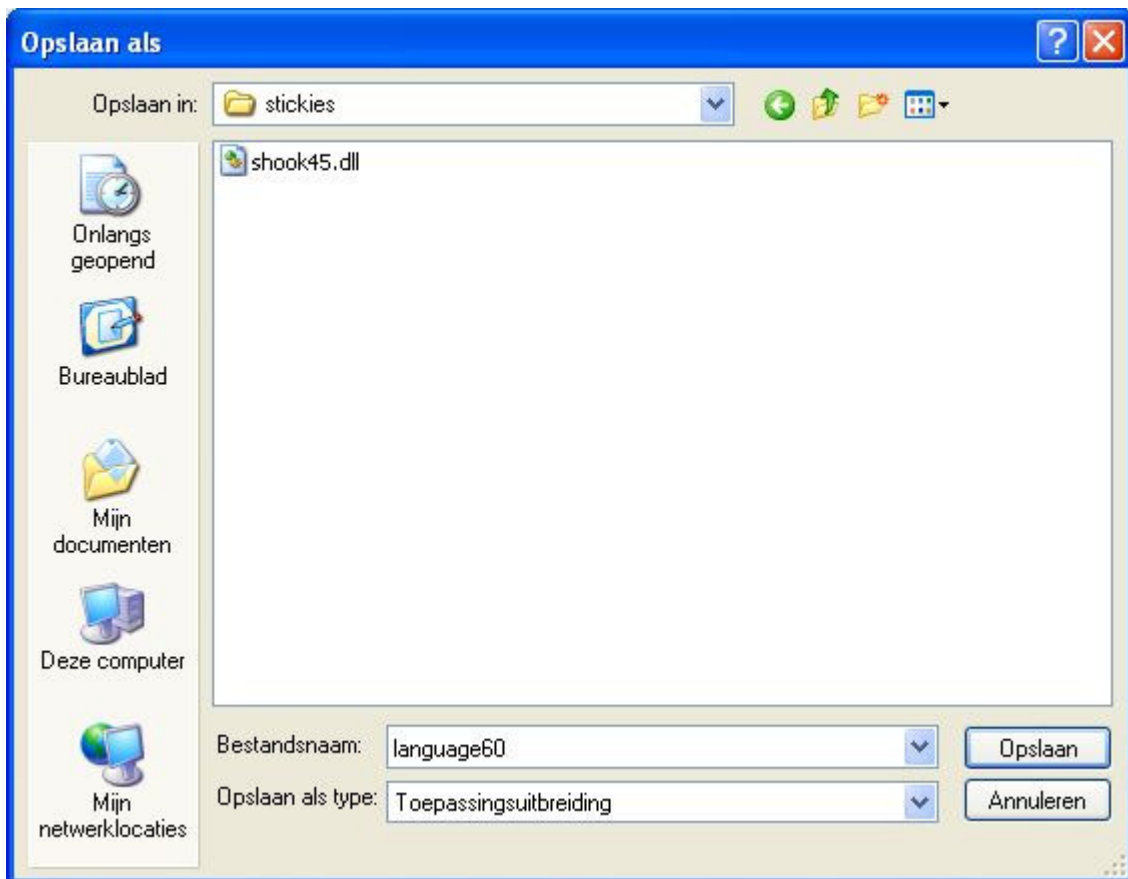 Opslaan als
Opslaan in:
stickies
shook45.dll
Onlangs
geopend
Bureaublad
Mijn
documenten
Deze computer
Mijn
netwerklocaties
Bestandsnaam:
language60
Opslaan
Opslaan als type:
Toepassingsuitbreiding
Annuleren